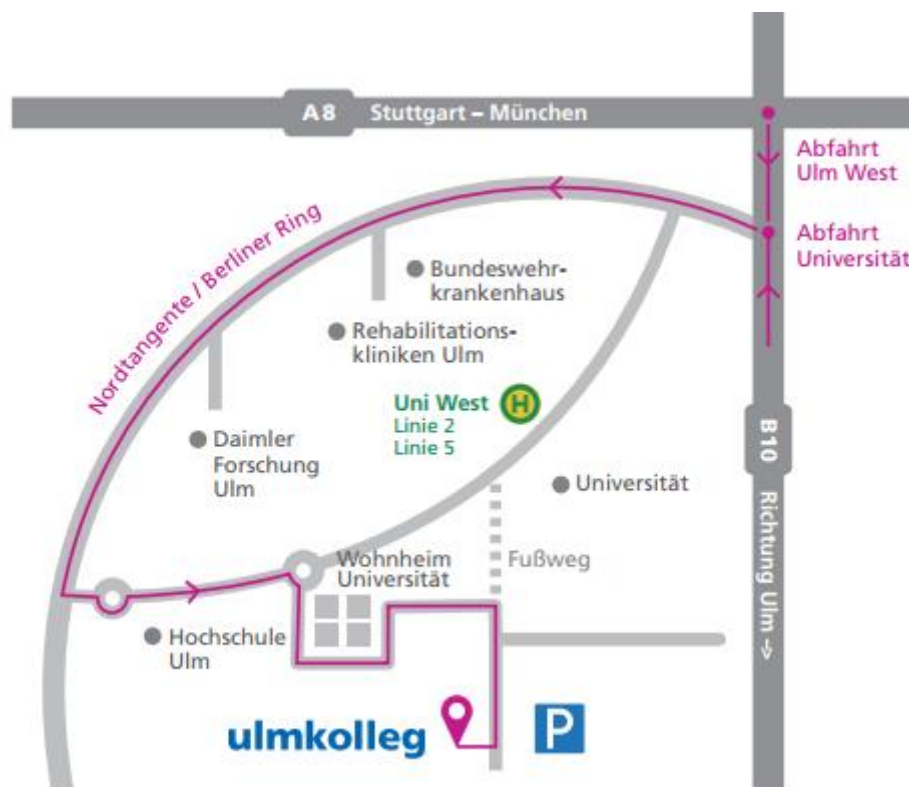 A8 Stuttgart – München
Abfahrt
Ulm West
Abfahrt
Universität
Nordtangente / Berliner Ring
Bundeswehr-
krankenhaus
Rehabilitations-
kliniken Ulm
Uni West
Linie 2
Linie 5
H
Daimler
Forschung
Ulm
B10
Richtung Ulm ->
Universität
Wohnheim
Universität
Fußweg
Hochschule
Ulm
ulmkolleg
P